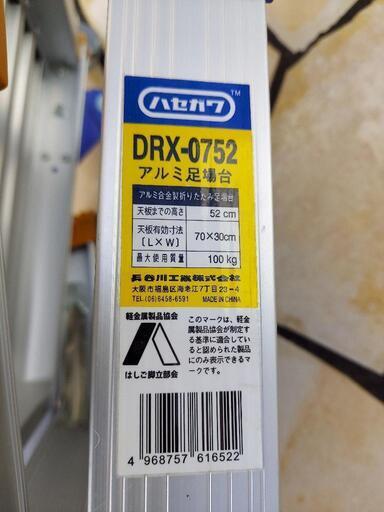 ハセガワ TM
DRX-0752
アルミ足場台
アルミ合金製折りたたみ足場台
天板までの高さ 52 cm
天板有効寸法 [L×W] 70×30cm
最大使用質量 100 kg
長谷川工業株式会社
大阪市福島区海老江7丁目23-4
TEL(06)6458-6591 MADE IN CHINA
軽金属製品協会
はしご脚立部会
このマークは、軽金
属製品協会が制定す
る基準に適合してい
ると認められた製品
にのみ表示できるマ
ークです。
4 968757 616522